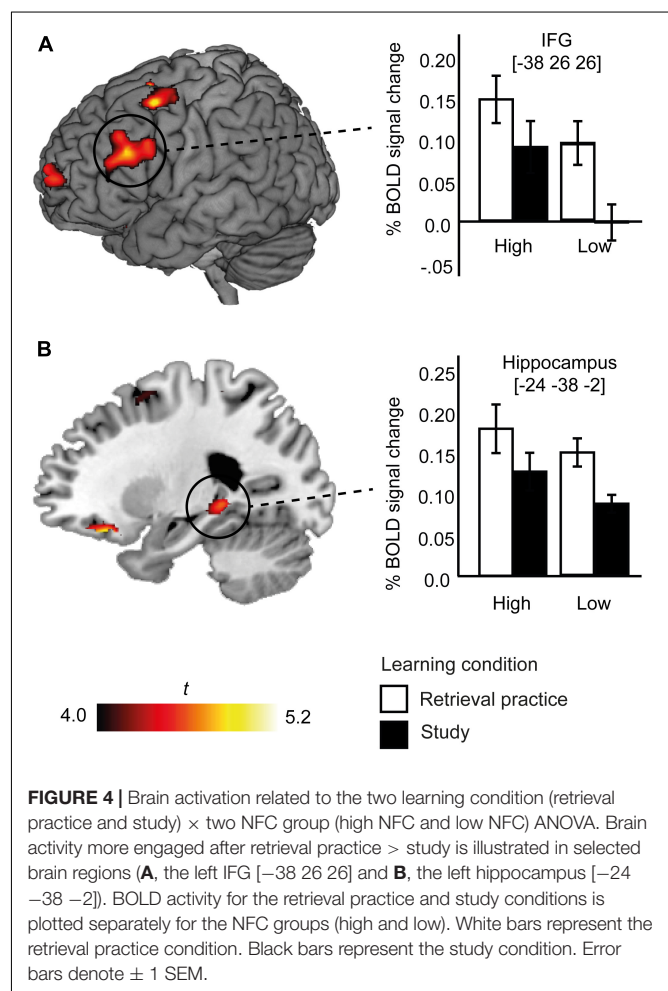 A
IFG
[-38 26 26]
% BOLD signal change
0.20
0.15
0.10
0.05
0.0
-.05
High
Low
B
Hippocampus
[-24 -38 -2]
% BOLD signal change
0.25
0.20
0.15
0.10
0.05
0.0
High
Low
t
4.0
5.2
Learning condition
Retrieval practice
Study
FIGURE 4 | Brain activation related to the two learning condition (retrieval
practice and study) × two NFC group (high NFC and low NFC) ANOVA. Brain
activity more engaged after retrieval practice > study is illustrated in selected
brain regions (A, the left IFG [−38 26 26] and B, the left hippocampus [−24
−38 −2]). BOLD activity for the retrieval practice and study conditions is
plotted separately for the NFC groups (high and low). White bars represent the
retrieval practice condition. Black bars represent the study condition. Error
bars denote ± 1 SEM.